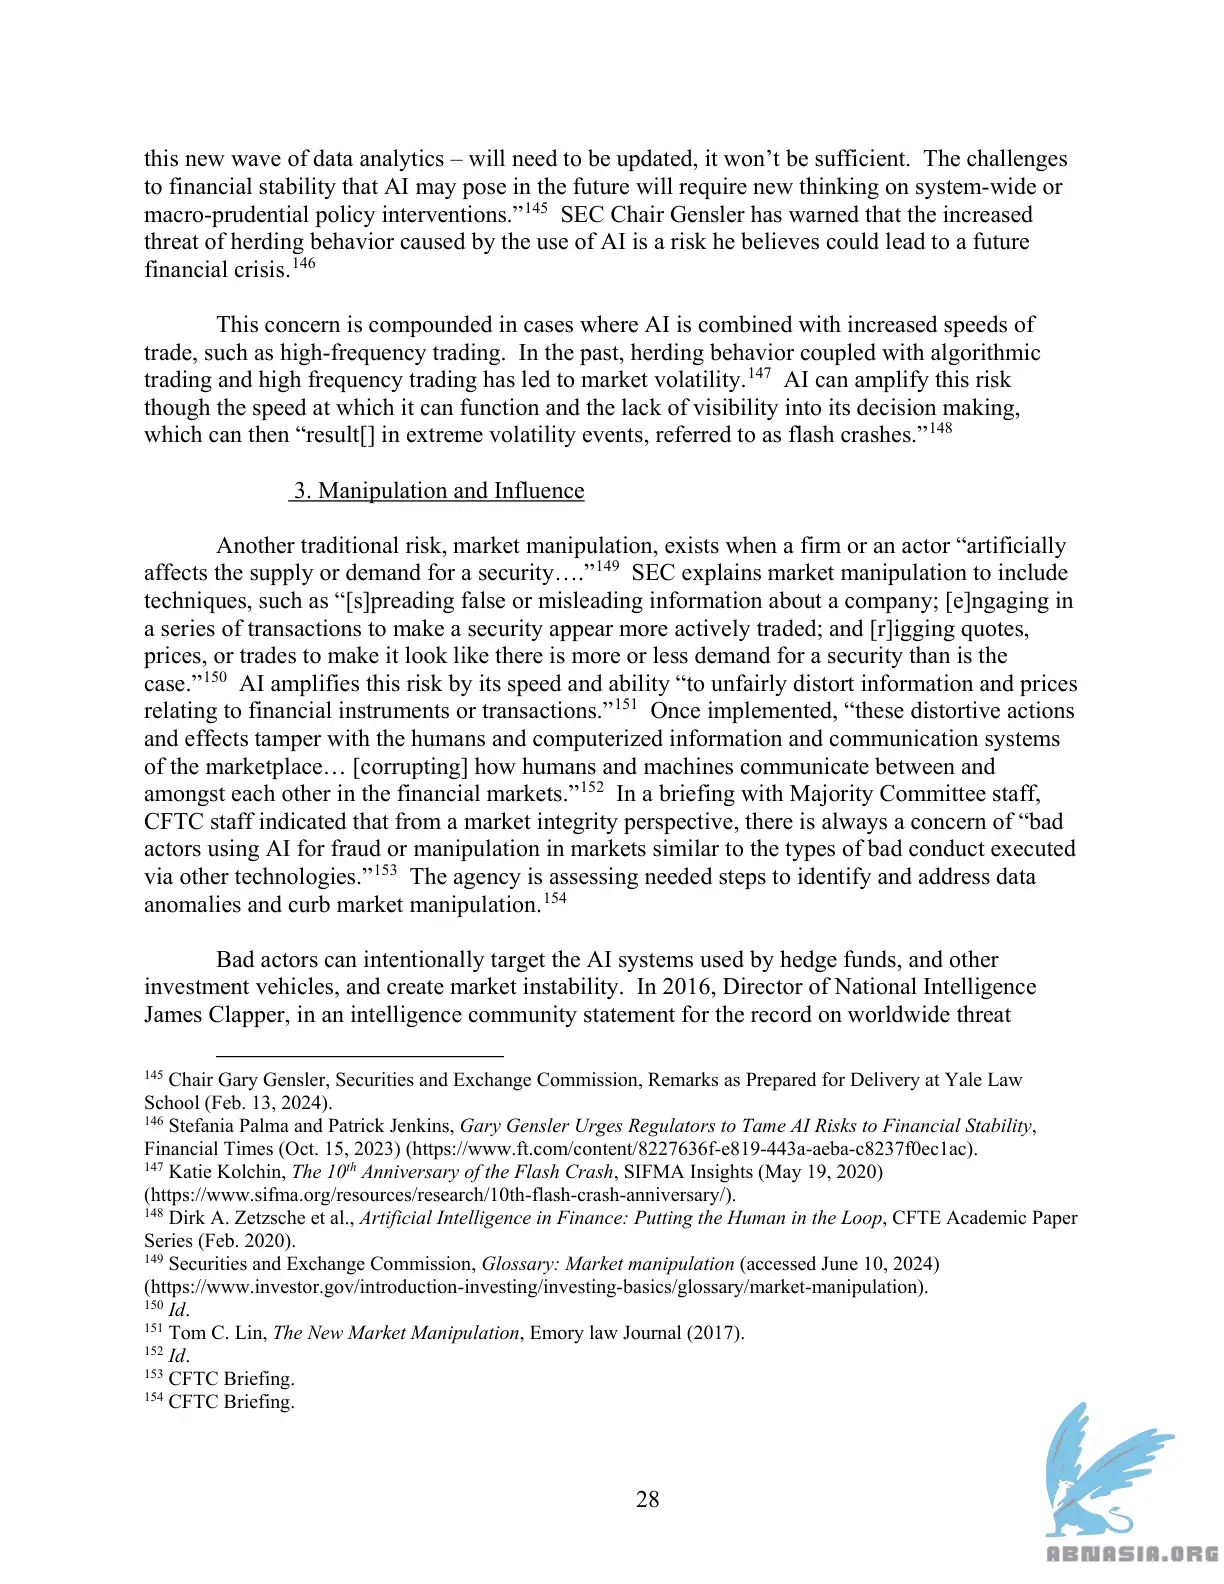 this new wave of data analytics – will need to be updated, it won’t be sufficient.  The challenges
to financial stability that AI may pose in the future will require new thinking on system-wide or
macro-prudential policy interventions.”145  SEC Chair Gensler has warned that the increased
threat of herding behavior caused by the use of AI is a risk he believes could lead to a future
financial crisis.146
This concern is compounded in cases where AI is combined with increased speeds of
trade, such as high-frequency trading.  In the past, herding behavior coupled with algorithmic
trading and high frequency trading has led to market volatility.147  AI can amplify this risk
though the speed at which it can function and the lack of visibility into its decision making,
which can then “result[] in extreme volatility events, referred to as flash crashes.”148
3. Manipulation and Influence
Another traditional risk, market manipulation, exists when a firm or an actor “artificially
affects the supply or demand for a security….”149  SEC explains market manipulation to include
techniques, such as “[s]preading false or misleading information about a company; [e]ngaging in
a series of transactions to make a security appear more actively traded; and [r]igging quotes,
prices, or trades to make it look like there is more or less demand for a security than is the
case.”150  AI amplifies this risk by its speed and ability “to unfairly distort information and prices
relating to financial instruments or transactions.”151  Once implemented, “these distortive actions
and effects tamper with the humans and computerized information and communication systems
of the marketplace… [corrupting] how humans and machines communicate between and
amongst each other in the financial markets.”152  In a briefing with Majority Committee staff,
CFTC staff indicated that from a market integrity perspective, there is always a concern of “bad
actors using AI for fraud or manipulation in markets similar to the types of bad conduct executed
via other technologies.”153  The agency is assessing needed steps to identify and address data
anomalies and curb market manipulation.154
Bad actors can intentionally target the AI systems used by hedge funds, and other
investment vehicles, and create market instability.  In 2016, Director of National Intelligence
James Clapper, in an intelligence community statement for the record on worldwide threat
145 Chair Gary Gensler, Securities and Exchange Commission, Remarks as Prepared for Delivery at Yale Law
School (Feb. 13, 2024).
146 Stefania Palma and Patrick Jenkins, Gary Gensler Urges Regulators to Tame AI Risks to Financial Stability,
Financial Times (Oct. 15, 2023) (https://www.ft.com/content/8227636f-e819-443a-aeba-c8237f0ec1ac).
147 Katie Kolchin, The 10th Anniversary of the Flash Crash, SIFMA Insights (May 19, 2020)
(https://www.sifma.org/resources/research/10th-flash-crash-anniversary/).
148 Dirk A. Zetzsche et al., Artificial Intelligence in Finance: Putting the Human in the Loop, CFTE Academic Paper
Series (Feb. 2020).
149 Securities and Exchange Commission, Glossary: Market manipulation (accessed June 10, 2024)
(https://www.investor.gov/introduction-investing/investing-basics/glossary/market-manipulation).
150 Id.
151 Tom C. Lin, The New Market Manipulation, Emory law Journal (2017).
152 Id.
153 CFTC Briefing.
154 CFTC Briefing.
28
ABNASIA.ORG